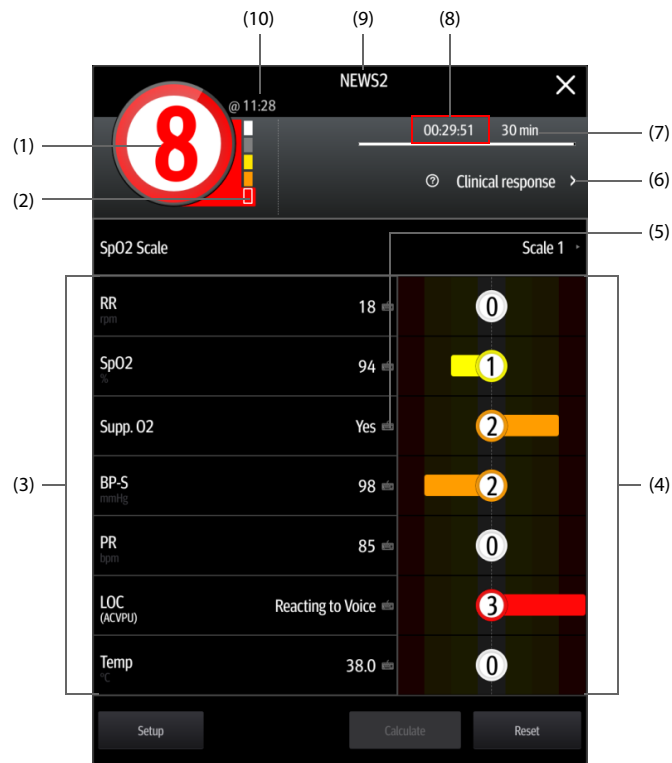 (10) (9) (8)
NEWS2
@ 11:28
8
00:29:51 30 min
(1) (7)
Clinical response
(2) (6)
(5)
SpO2 Scale Scale 1
RR 18 0
rpm
SpO2 94 1
%
Supp. O2 Yes 2
(3) BP-S 98 2 (4)
mmHg
PR 85 0
bpm
LOC Reacting to Voice 3
(ACVPU)
Temp 38.0 0
°C
Setup Calculate Reset